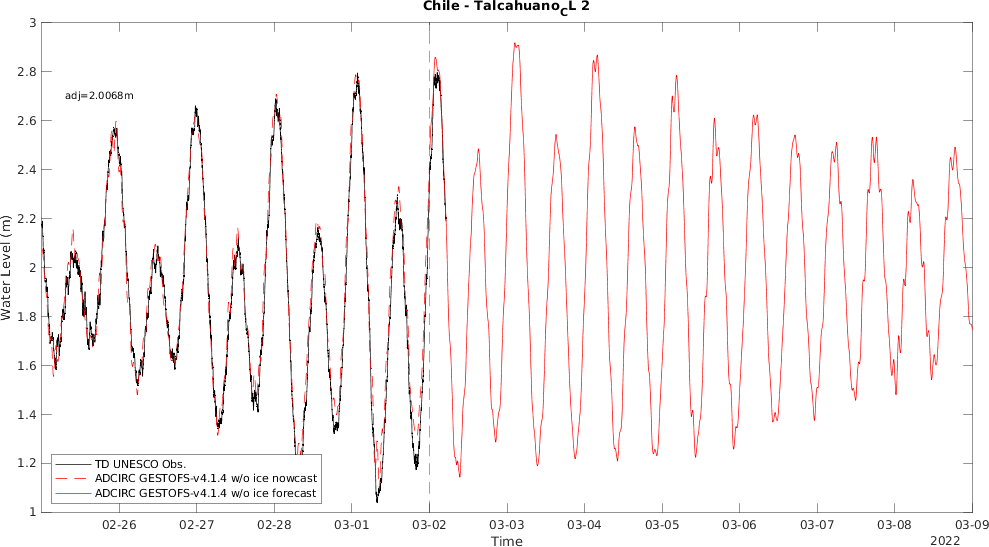 Chile - Talcahuano_CL 2
3
2.8
adj=2.0068m
2.6
2.4
2.2
2
1.8
1.6
1.4
1.2
1
Water Level (m)
TD UNESCO Obs.
ADCIRC GESTOFS-v4.1.4 w/o ice nowcast
ADCIRC GESTOFS-v4.1.4 w/o ice forecast
02-26 02-27 02-28 03-01 03-02 03-03 03-04 03-05 03-06 03-07 03-08 03-09
Time
2022